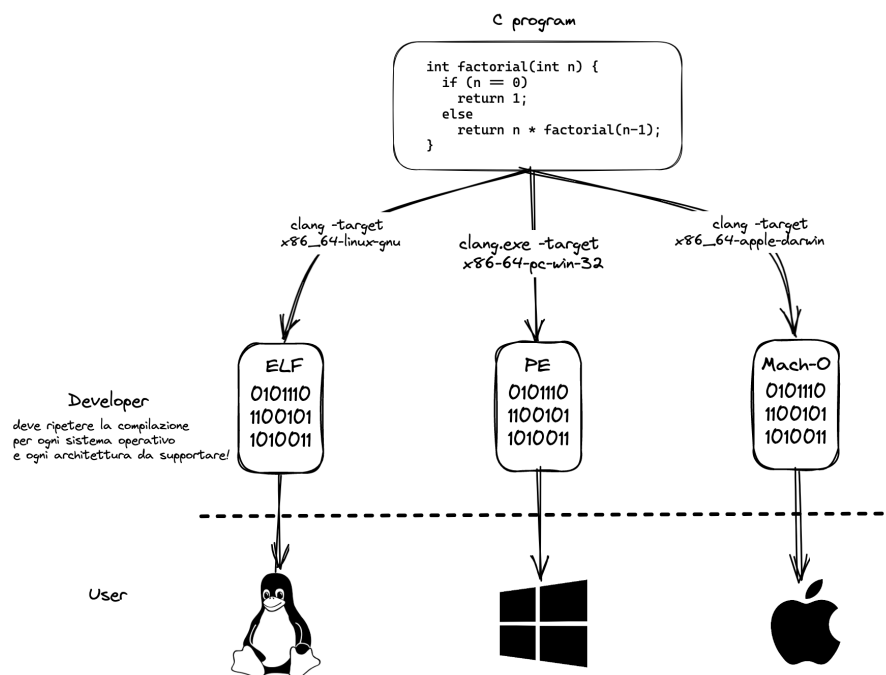 C program
int factorial(int n) {
if (n == 0)
return 1;
else
return n * factorial(n-1);
}
clang -target
x86_64-linux-gnu
clang.exe -target
x86-64-pc-win-32
clang -target
x86_64-apple-darwin
ELF
0101110
1100101
1010011
PE
0101110
1100101
1010011
Mach-O
0101110
1100101
1010011
Developer
deve ripetere la compilazione
per ogni sistema operativo
e ogni architettura da supportare!
User